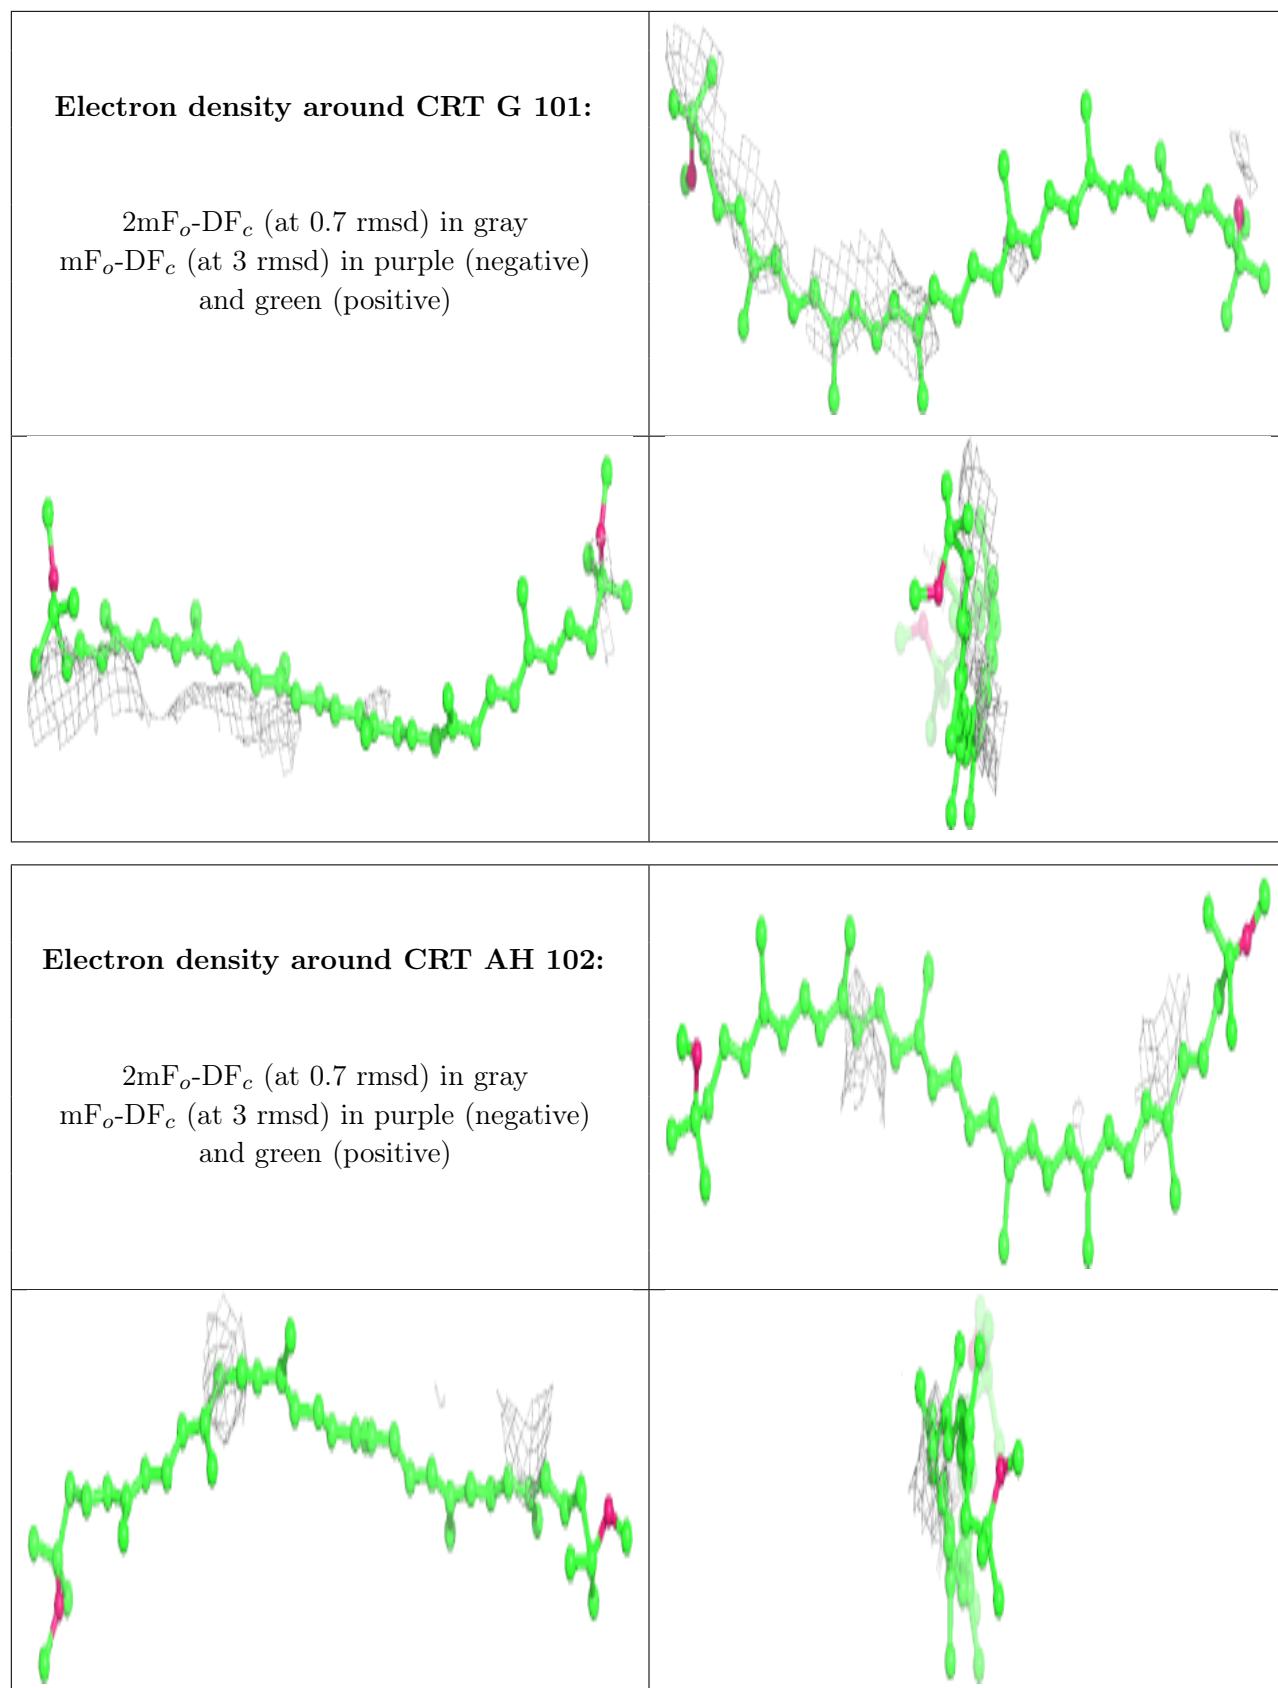 Electron density around CRT G 101:
2mFo-DFc (at 0.7 rmsd) in gray
mFo-DFc (at 3 rmsd) in purple (negative)
and green (positive)
Electron density around CRT AH 102:
2mFo-DFc (at 0.7 rmsd) in gray
mFo-DFc (at 3 rmsd) in purple (negative)
and green (positive)